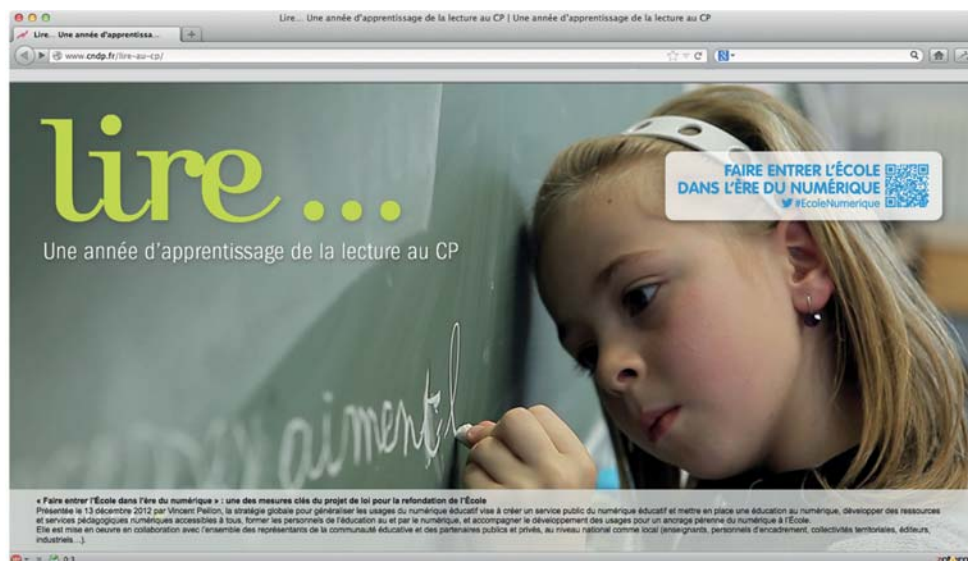 Lire... Une année d'apprentissage de la lecture au CP | Une année d'apprentissage de la lecture au CP
Lire... Une année d'apprentissa...
www.cndp.fr/lire-au-cp/
lire...
Une année d'apprentissage de la lecture au CP
FAIRE ENTRER L'ÉCOLE
DANS L'ÈRE DU NUMÉRIQUE
#EcoleNumerique
aiment l
« Faire entrer l'École dans l'ère du numérique » : une des mesures clés du projet de loi pour la refondation de l'École
Présentée le 13 décembre 2012 par Vincent Peillon, la stratégie globale pour généraliser les usages du numérique éducatif vise à créer un service public du numérique éducatif et mettre en place une éducation au numérique, développer des ressources
et services pédagogiques numériques accessibles à tous, former les personnels de l'éducation au et par le numérique, et accompagner le développement des usages pour un ancrage pérenne du numérique à l'École.
Elle est mise en oeuvre en collaboration avec l'ensemble des représentants de la communauté éducative et des partenaires publics et privés, au niveau national comme local (enseignants, personnels d'encadrement, collectivités territoriales, éditeurs,
industriels...).